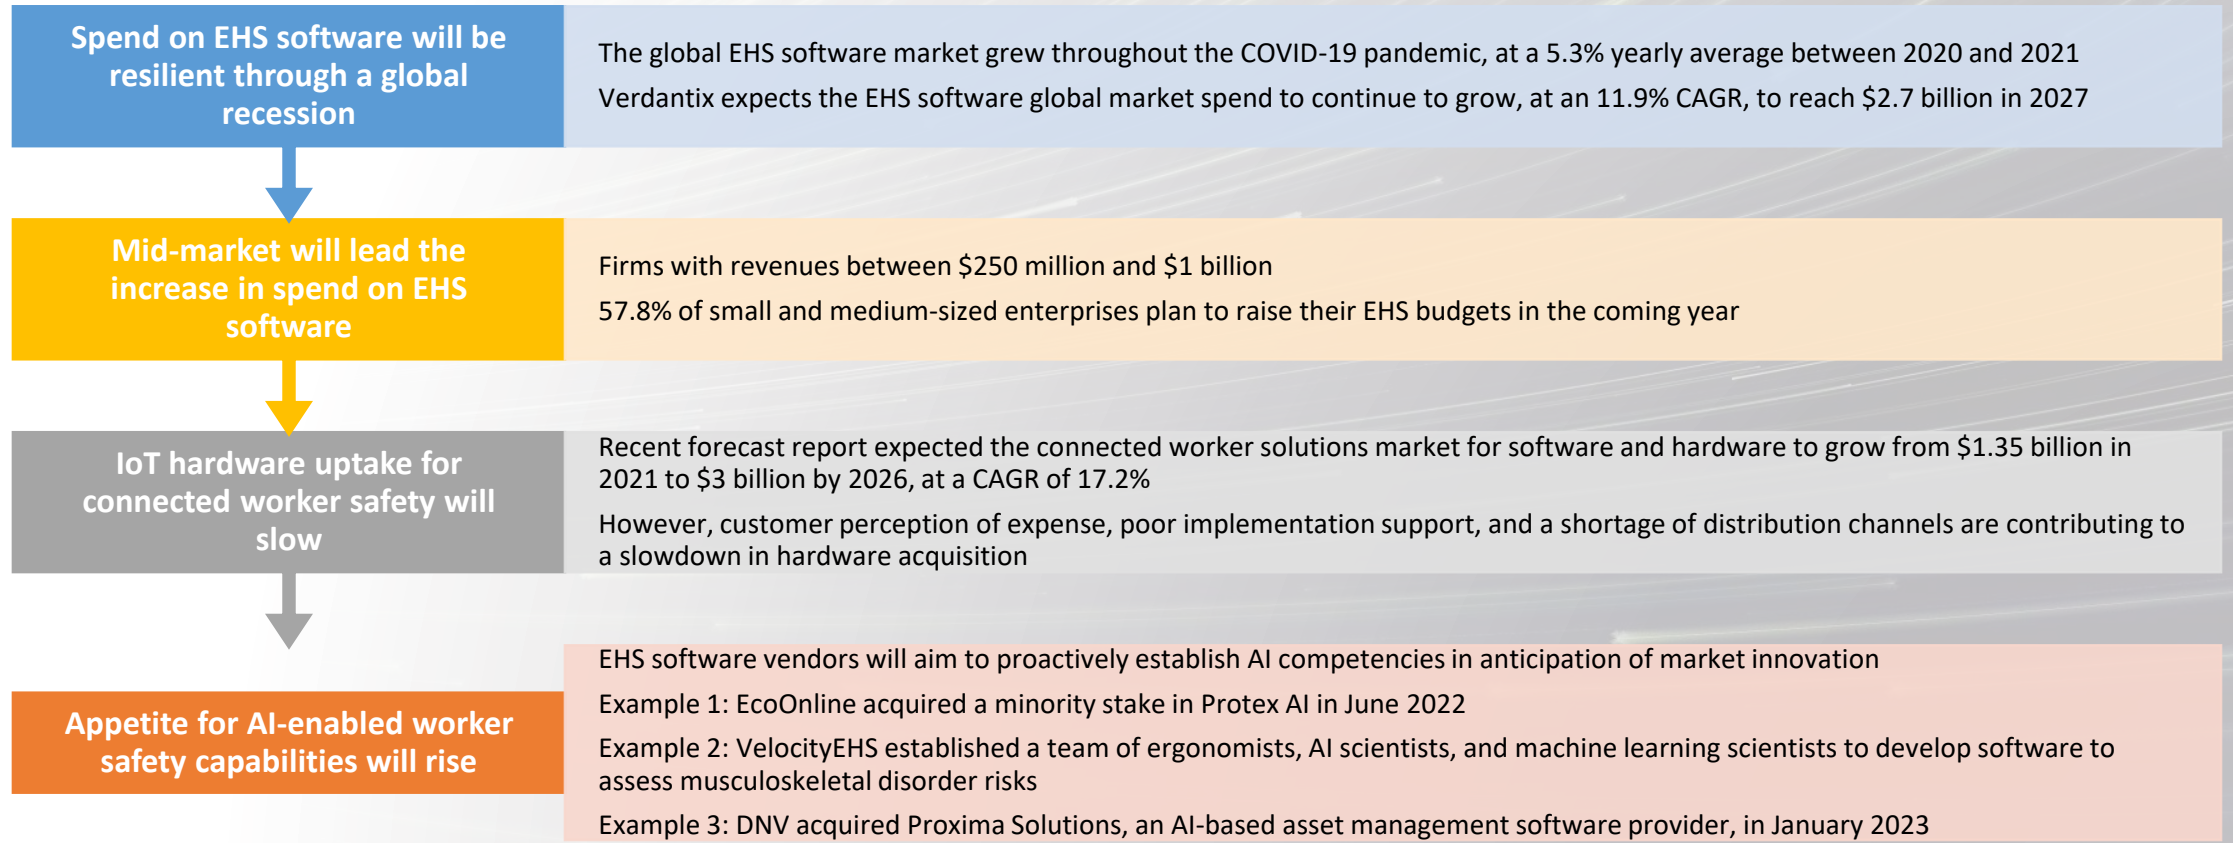 Spend on EHS software will be
resilient through a global
recession
The global EHS software market grew throughout the COVID-19 pandemic, at a 5.3% yearly average between 2020 and 2021
Verdantix expects the EHS software global market spend to continue to grow, at an 11.9% CAGR, to reach $2.7 billion in 2027
Mid-market will lead the
increase in spend on EHS
software
Firms with revenues between $250 million and $1 billion
57.8% of small and medium-sized enterprises plan to raise their EHS budgets in the coming year
IoT hardware uptake for
connected worker safety will
slow
Recent forecast report expected the connected worker solutions market for software and hardware to grow from $1.35 billion in
2021 to $3 billion by 2026, at a CAGR of 17.2%
However, customer perception of expense, poor implementation support, and a shortage of distribution channels are contributing to
a slowdown in hardware acquisition
Appetite for AI-enabled worker
safety capabilities will rise
EHS software vendors will aim to proactively establish AI competencies in anticipation of market innovation
Example 1: EcoOnline acquired a minority stake in Protex AI in June 2022
Example 2: VelocityEHS established a team of ergonomists, AI scientists, and machine learning scientists to develop software to
assess musculoskeletal disorder risks
Example 3: DNV acquired Proxima Solutions, an AI-based asset management software provider, in January 2023